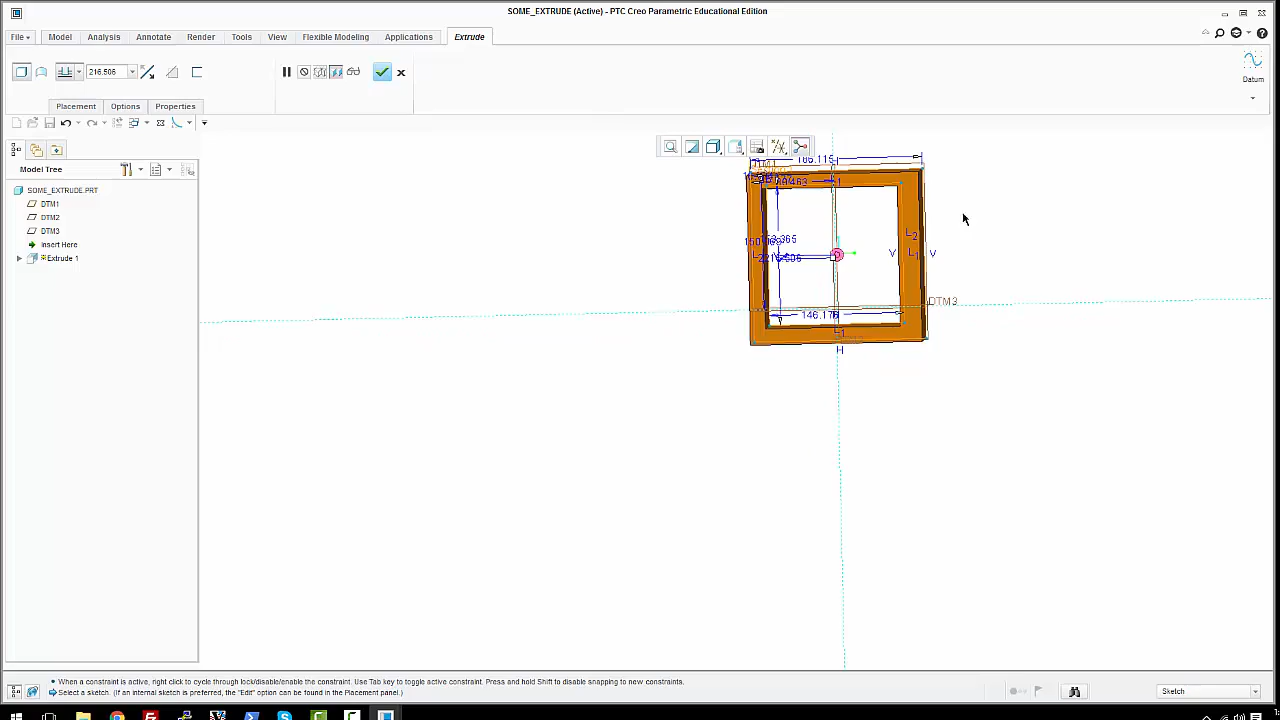 SOME_EXTRUDE (Active) - PTC Creo Parametric Educational Edition
File Model Analysis Annotate Render Tools View Flexible Modeling Applications Extrude
216.506
Datum
Placement Options Properties
Model Tree
SOME_EXTRUDE.PRT
DTM1
DTM2
DTM3
Insert Here
Extrude 1
DTM3
146.176
V
V
L2
L1
H
When a constraint is active, right click to cycle through lock/disable/enable the constraint. Use Tab key to toggle active constraint. Press and hold Shift to disable snapping to new constraints.
Select a sketch. (If an internal sketch is preferred, the "Edit" option can be found in the Placement panel.)
Sketch